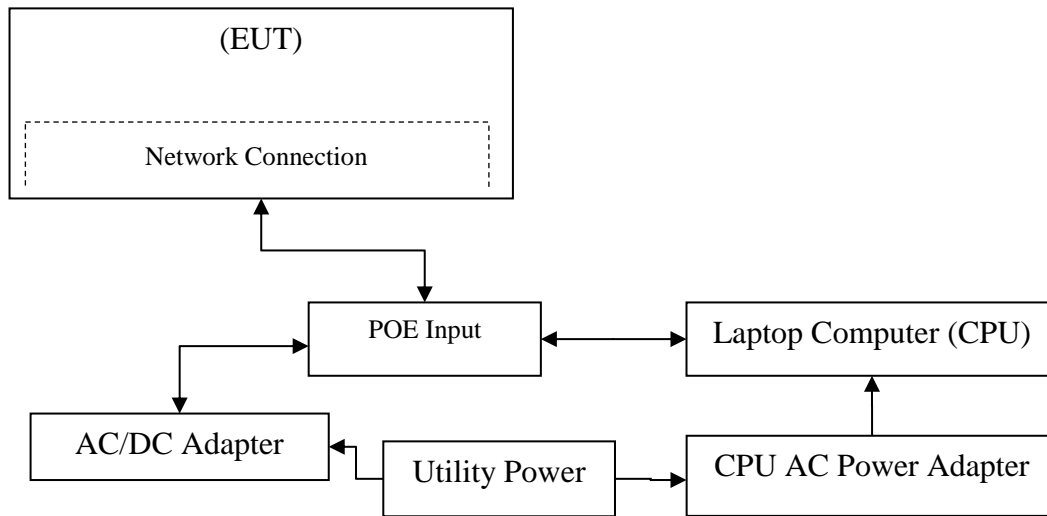 (EUT)
Network Connection
POE Input
Laptop Computer (CPU)
AC/DC Adapter
Utility Power
CPU AC Power Adapter